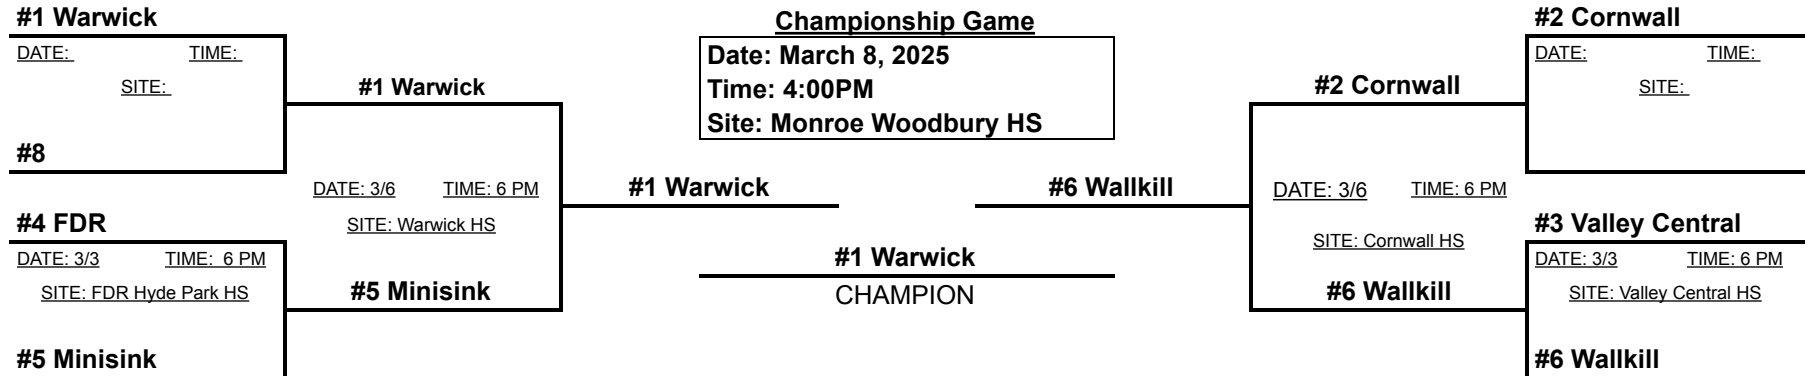 #1 Warwick
DATE: TIME:
SITE:
#8
#4 FDR
DATE: 3/3 TIME: 6 PM
SITE: FDR Hyde Park HS
#5 Minisink
#1 Warwick
DATE: 3/6 TIME: 6 PM
SITE: Warwick HS
#5 Minisink
#1 Warwick
Championship Game
Date: March 8, 2025
Time: 4:00PM
Site: Monroe Woodbury HS
#1 Warwick
CHAMPION
#6 Wallkill
#2 Cornwall
DATE: 3/6 TIME: 6 PM
SITE: Cornwall HS
#6 Wallkill
#2 Cornwall
DATE: TIME:
SITE:
#3 Valley Central
DATE: 3/3 TIME: 6 PM
SITE: Valley Central HS
#6 Wallkill